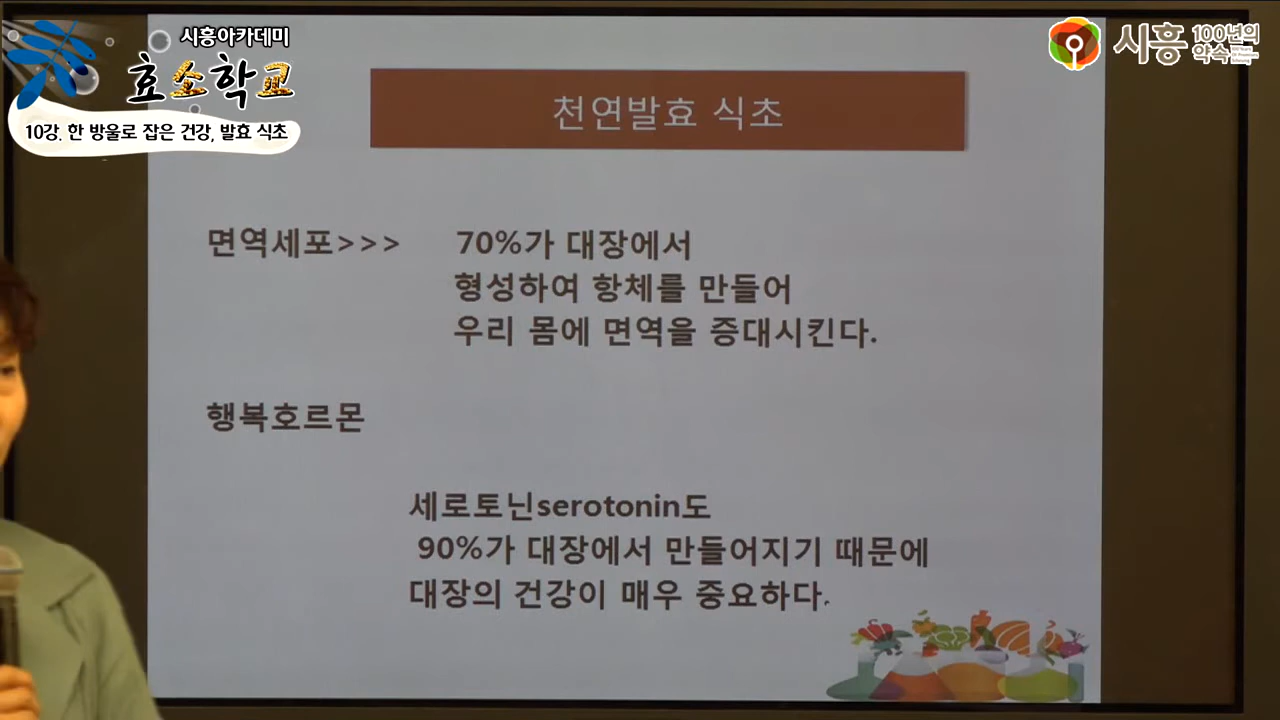 시흥아카데미
효소학교
10강. 한 방울로 잡은 건강, 발효 식초
시흥 100년의
약속
천연발효 식초
면역세포>>> 70%가 대장에서
형성하여 항체를 만들어
우리 몸에 면역을 증대시킨다.
행복호르몬
세로토닌serotonin도
90%가 대장에서 만들어지기 때문에
대장의 건강이 매우 중요하다.